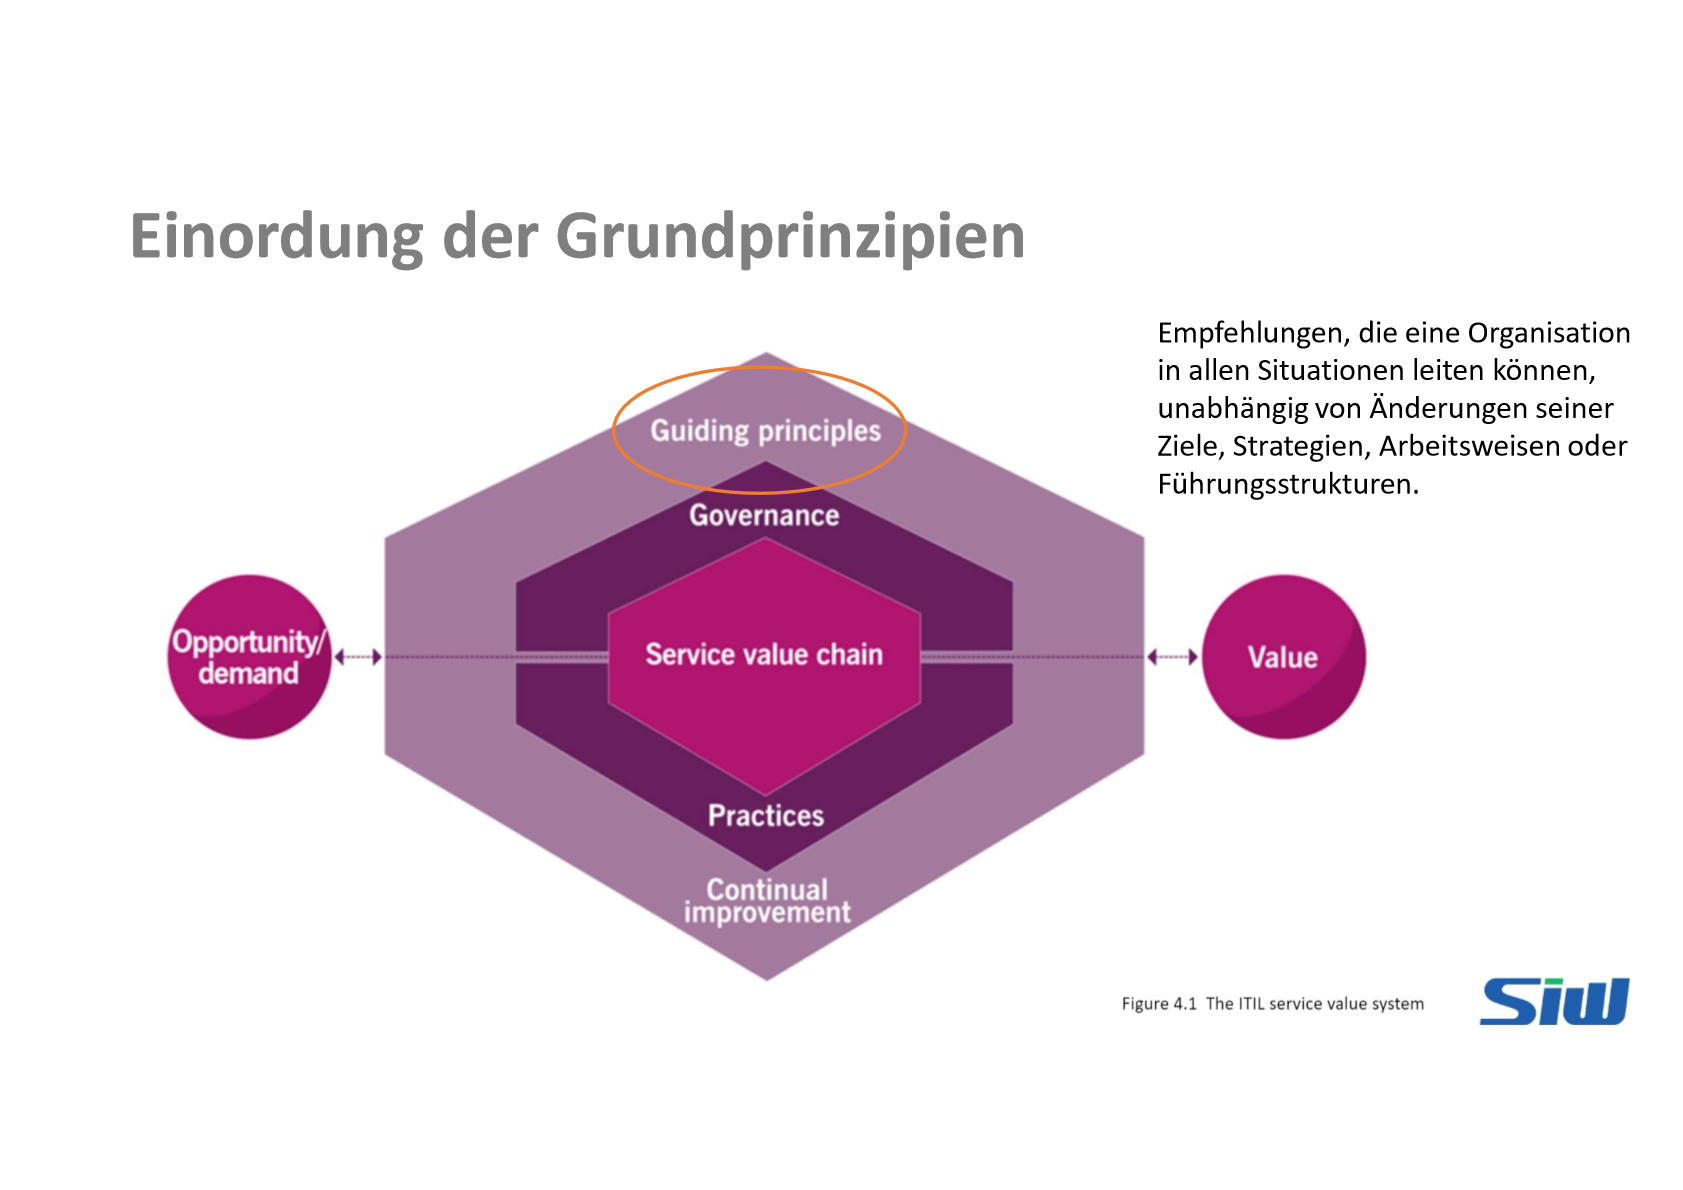 Einordung der Grundprinzipien
Empfehlungen, die eine Organisation
in allen Situationen leiten können,
unabhängig von Änderungen seiner
Ziele, Strategien, Arbeitsweisen oder
Führungsstrukturen.
Guiding principles
Governance
Opportunity/
demand
Service value chain
Value
Practices
Continual
improvement
Figure 4.1 The ITIL service value system
SIW